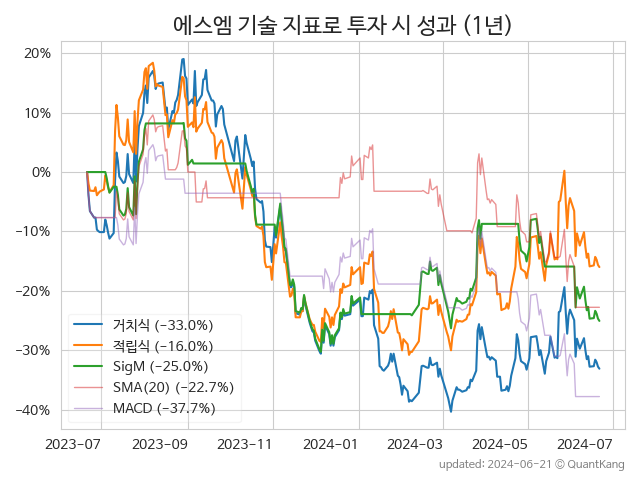 에스엠 기술 지표로 투자 시 성과 (1년)
20%
10%
0%
−10%
−20%
−30%
−40%
거치식 (−33.0%)
적립식 (−16.0%)
SigM (−25.0%)
SMA(20) (−22.7%)
MACD (−37.7%)
2023-07 2023-09 2023-11 2024-01 2024-03 2024-05 2024-07
updated: 2024-06-21 © QuantKang